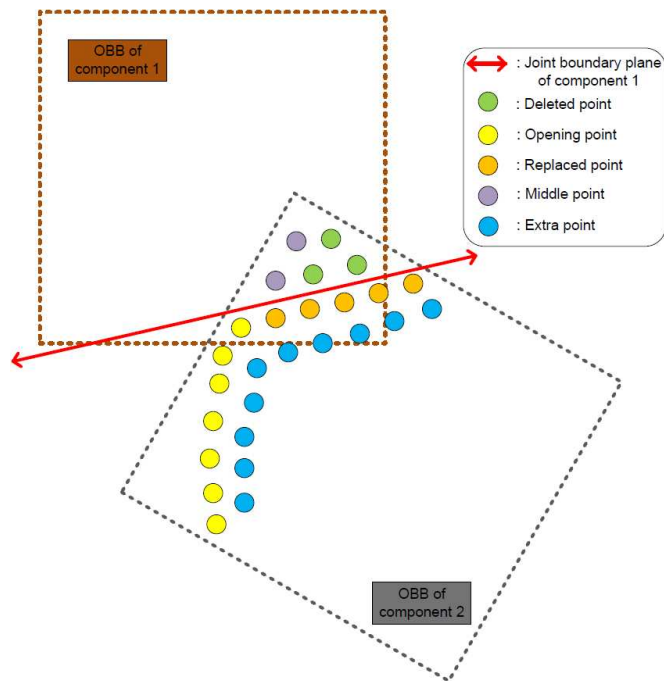 OBB of
component 1
: Joint boundary plane
of component 1
: Deleted point
: Opening point
: Replaced point
: Middle point
: Extra point
OBB of
component 2